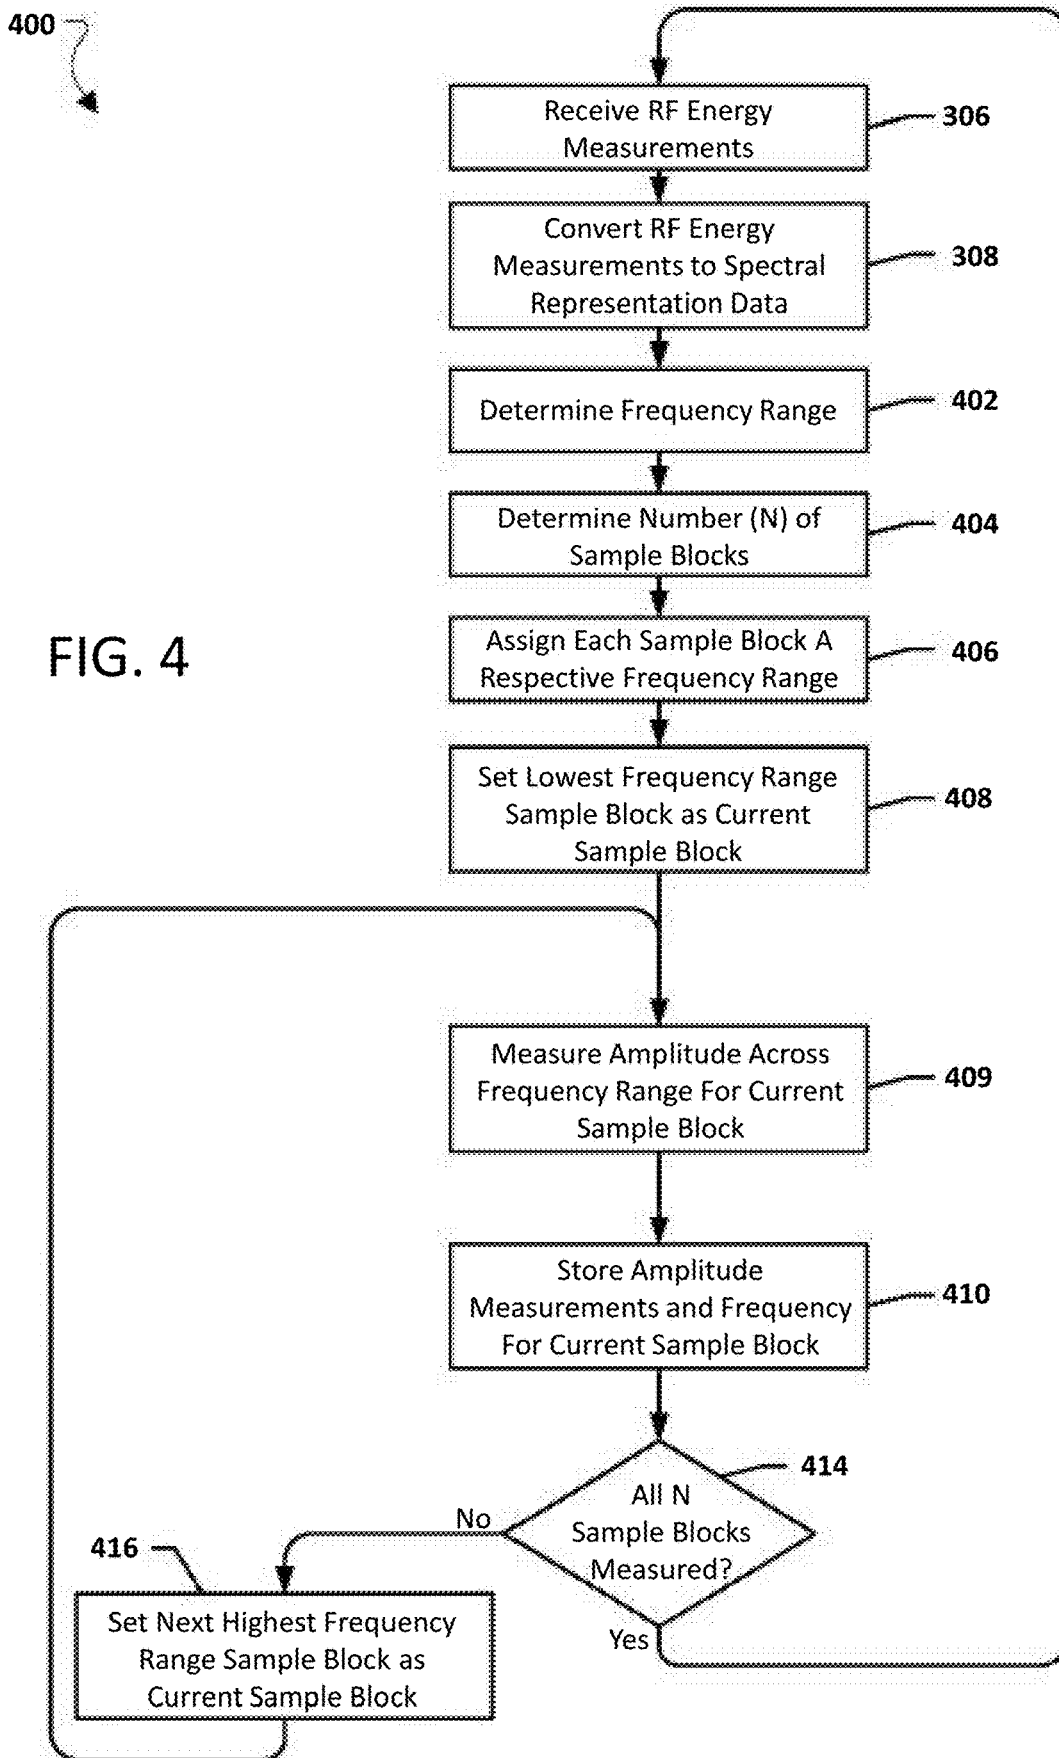 400
Receive RF Energy
Measurements
306
Convert RF Energy
Measurements to Spectral
Representation Data
308
Determine Frequency Range
402
Determine Number (N) of
Sample Blocks
404
FIG. 4
Assign Each Sample Block A
Respective Frequency Range
406
Set Lowest Frequency Range
Sample Block as Current
Sample Block
408
Measure Amplitude Across
Frequency Range For Current
Sample Block
409
Store Amplitude
Measurements and Frequency
For Current Sample Block
410
All N
Sample Blocks
Measured?
414
No
Yes
416
Set Next Highest Frequency
Range Sample Block as
Current Sample Block